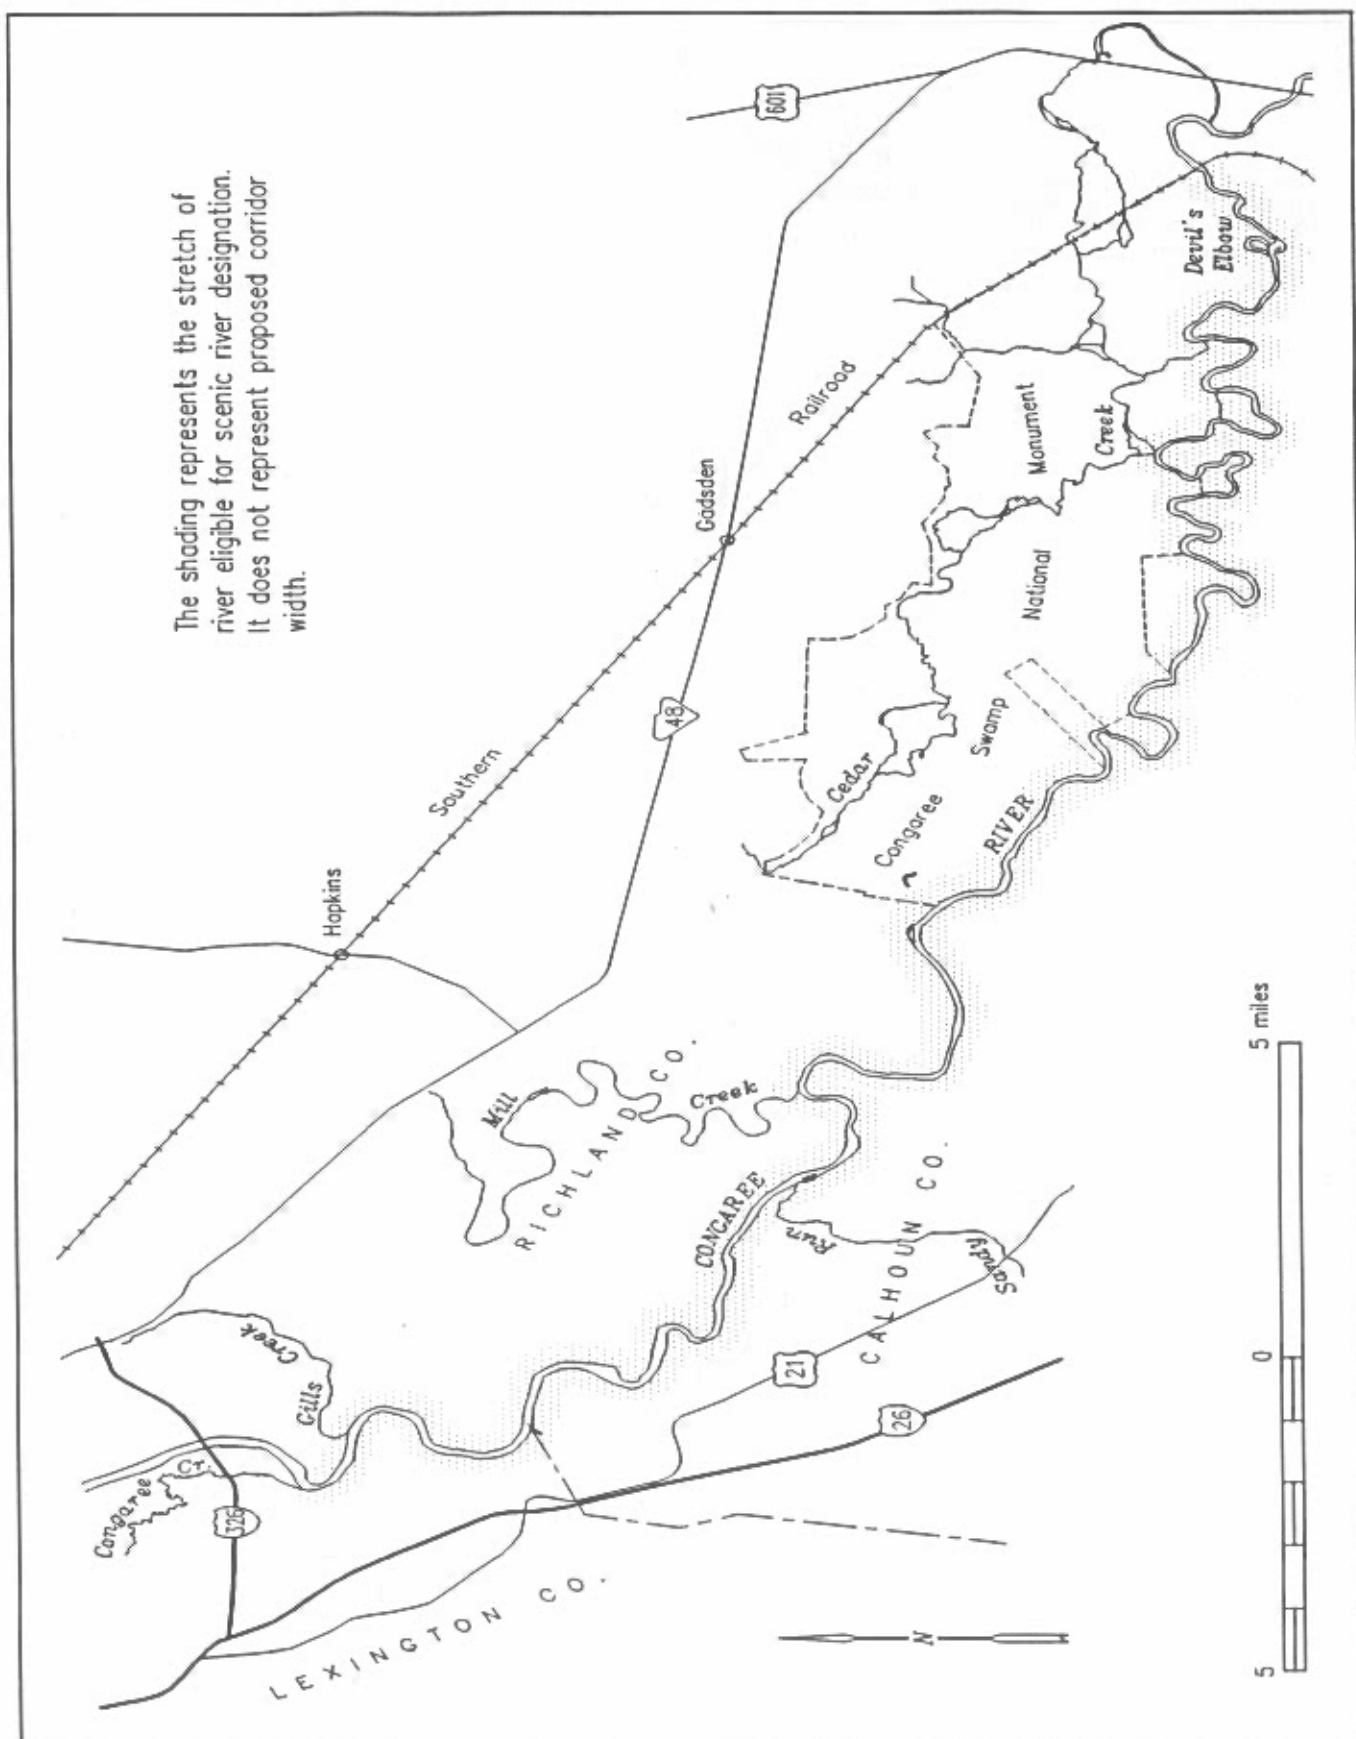 The shading represents the stretch of
river eligible for scenic river designation.
It does not represent proposed corridor
width.
601
Southern
Railroad
Hopkins
Gadsden
48
Congaree
Cr.
326
Gills
Creek
Mill
Creek
RICHLAND CO.
LEXINGTON CO.
CALHOUN CO.
CONGAREE
RIVER
Sandy
Run
21
26
Cedar
Creek
Congaree
Swamp
National
Monument
Devil's
Elbow
N
5
0
5 miles